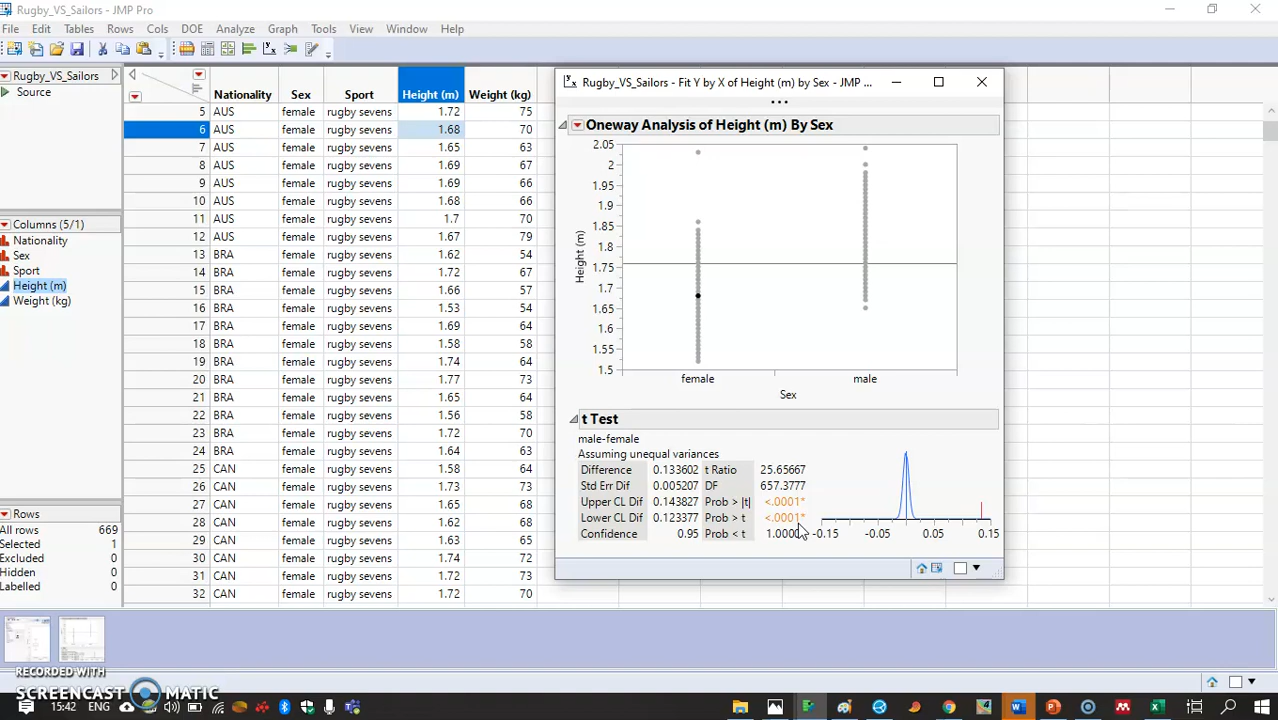 Rugby_VS_Sailors - JMP Pro
File Edit Tables Rows Cols DOE Analyze Graph Tools View Window Help
Rugby_VS_Sailors
Source
Columns (5/1)
Nationality
Sex
Sport
Height (m)
Weight (kg)
Rows
All rows 669
Selected 1
Excluded 0
Hidden 0
Labelled 0
Nationality Sex Sport Height (m) Weight (kg)
5 AUS female rugby sevens 1.72 75
6 AUS female rugby sevens 1.68 70
7 AUS female rugby sevens 1.65 63
8 AUS female rugby sevens 1.69 67
9 AUS female rugby sevens 1.69 66
10 AUS female rugby sevens 1.68 66
11 AUS female rugby sevens 1.7 70
12 AUS female rugby sevens 1.67 79
13 BRA female rugby sevens 1.62 54
14 BRA female rugby sevens 1.72 67
15 BRA female rugby sevens 1.66 57
16 BRA female rugby sevens 1.53 54
17 BRA female rugby sevens 1.69 64
18 BRA female rugby sevens 1.58 58
19 BRA female rugby sevens 1.74 64
20 BRA female rugby sevens 1.77 73
21 BRA female rugby sevens 1.65 64
22 BRA female rugby sevens 1.56 58
23 BRA female rugby sevens 1.72 70
24 BRA female rugby sevens 1.64 63
25 CAN female rugby sevens 1.58 64
26 CAN female rugby sevens 1.73 72
27 CAN female rugby sevens 1.65 68
28 CAN female rugby sevens 1.62 68
29 CAN female rugby sevens 1.63 65
30 CAN female rugby sevens 1.74 72
31 CAN female rugby sevens 1.72 73
32 CAN female rugby sevens 1.72 70
Rugby_VS_Sailors - Fit Y by X of Height (m) by Sex - JMP ...
Oneway Analysis of Height (m) By Sex
Height (m)
2.05
2
1.95
1.9
1.85
1.8
1.75
1.7
1.65
1.6
1.55
1.5
female male
Sex
t Test
male-female
Assuming unequal variances
Difference 0.133602 t Ratio 25.65667
Std Err Dif 0.005207 DF 657.3777
Upper CL Dif 0.143827 Prob > |t| <.0001*
Lower CL Dif 0.123377 Prob > t <.0001*
Confidence 0.95 Prob < t 1.0000
-0.15 -0.05 0.05 0.15
RECORDED WITH
SCREENCAST MATIC
15:42 ENG